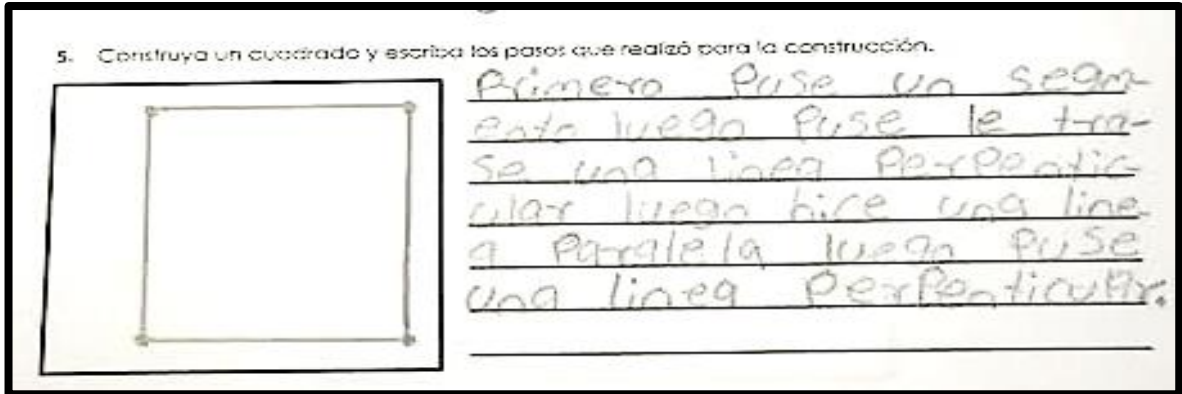 5. Construya un cuadrado y escriba los pasos que realizó para la construcción.
Primero Puse un segm-
ento luego Puse le tra-
se una linea Perpentic-
ular luego hice una line-
a Paralela luego Puse
una linea Perpenticular.